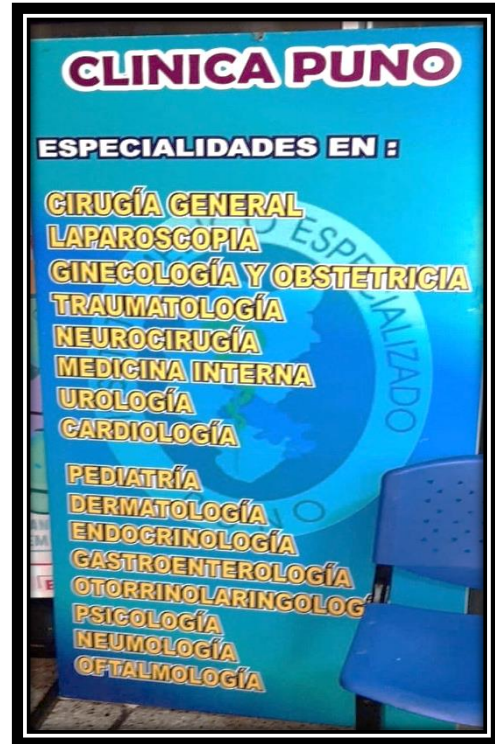 CLINICA PUNO
ESPECIALIDADES EN :
CIRUGÍA GENERAL
LAPAROSCOPIA
GINECOLOGÍA Y OBSTETRICIA
TRAUMATOLOGÍA
NEUROCIRUGÍA
MEDICINA INTERNA
UROLOGÍA
CARDIOLOGÍA
PEDIATRÍA
DERMATOLOGÍA
ENDOCRINOLOGÍA
GASTROENTEROLOGÍA
OTORRINOLARINGOLOG
PSICOLOGÍA
NEUMOLOGÍA
OFTALMOLOGÍA